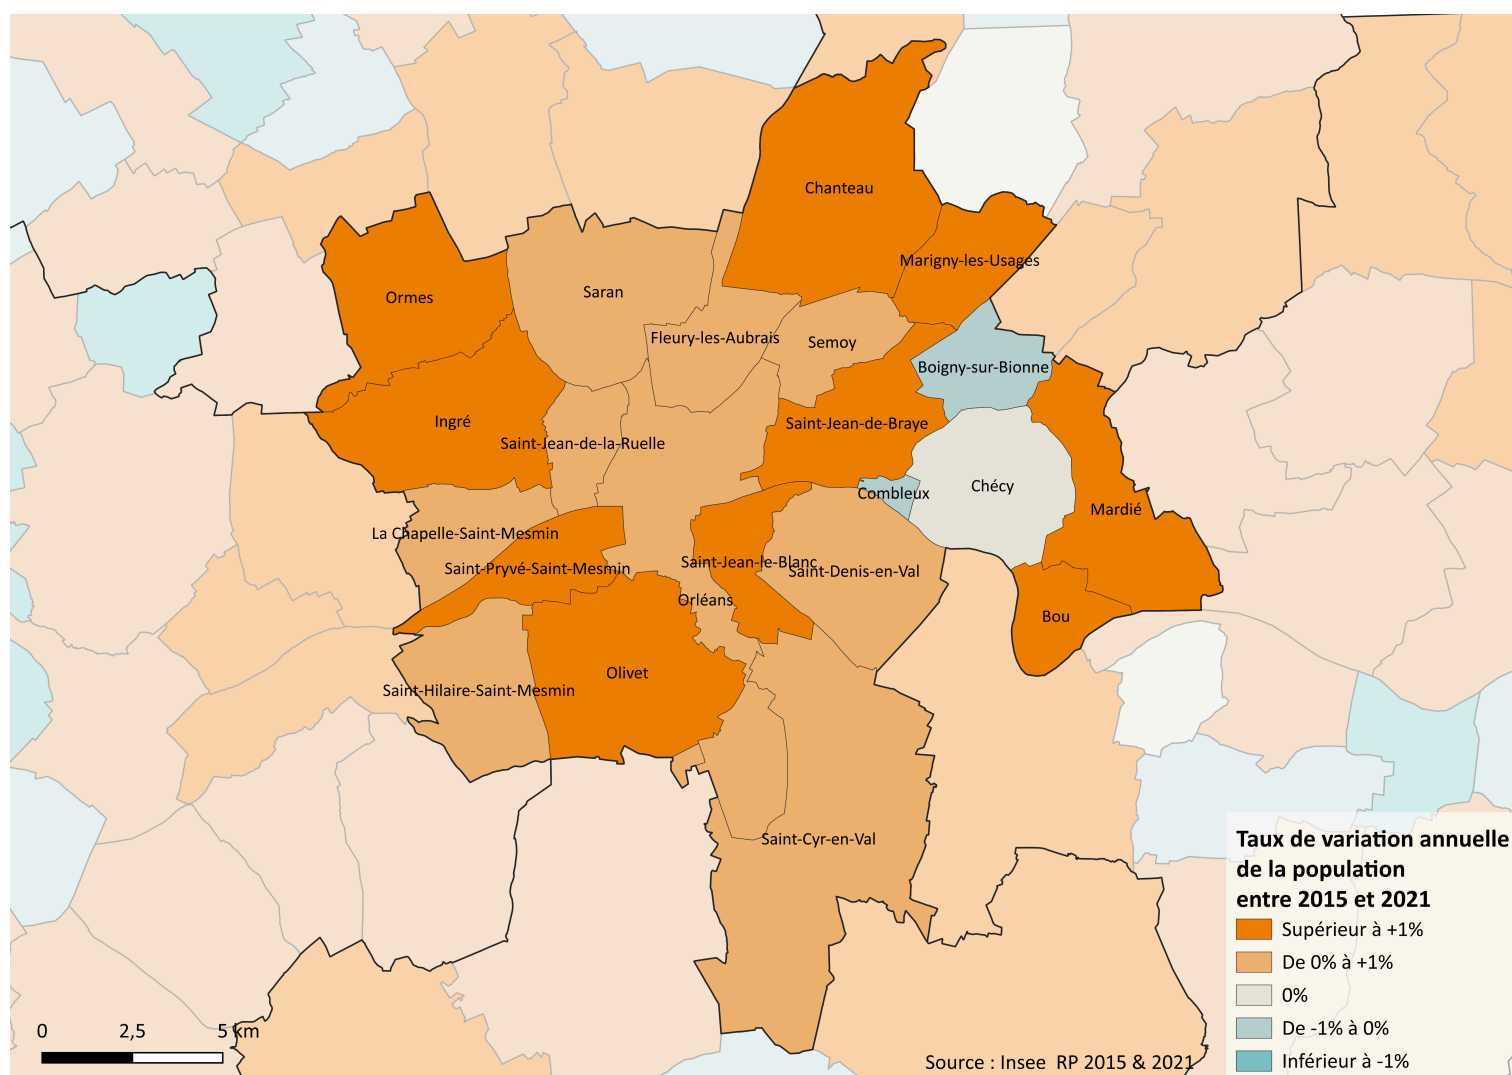 Chanteau
Marigny-les-Usages
Ormes
Saran
Fleury-les-Aubrais
Semoy
Boigny-sur-Bionne
Ingré
Saint-Jean-de-la-Ruelle
Saint-Jean-de-Braye
Combleux
Chécy
Mardié
La Chapelle-Saint-Mesmin
Saint-Pryvé-Saint-Mesmin
Saint-Jean-le-Blanc
Saint-Denis-en-Val
Orléans
Bou
Olivet
Saint-Hilaire-Saint-Mesmin
Saint-Cyr-en-Val
Taux de variation annuelle
de la population
entre 2015 et 2021
Supérieur à +1%
De 0% à +1%
0%
De -1% à 0%
Inférieur à -1%
0 2,5 5 km
Source : Insee RP 2015 & 2021